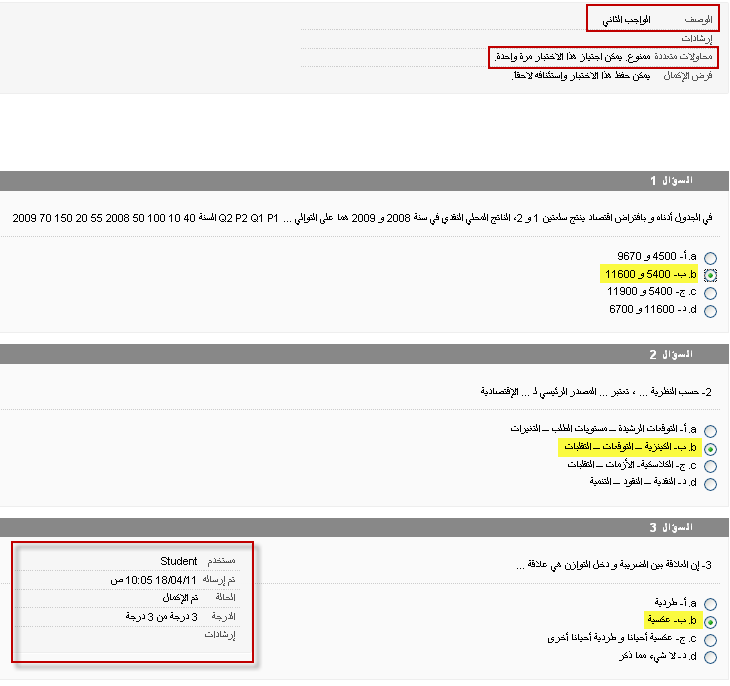 الوصف الواجب الثاني
إرشادات
محاولات متعددة ممنوع. يمكن اجتياز هذا الاختبار مرة واحدة.
فرض الإكمال يمكن حفظ هذا الاختبار وإستئنافه لاحقاً.
السؤال 1
في الجدول أدناه و بافتراض اقتصاد ينتج سلعتين 1 و 2، الناتج المحلي النقدي في سنة 2008 و 2009 هما على التوالي ... Q2 P2 Q1 P1 السنة 40 10 100 50 2008 55 20 150 70 2009
a. أ- 4500 و 9670
b. ب- 5400 و 11600
c. ج- 5400 و 11900
d. د- 11600 و 6700
السؤال 2
2- حسب النظرية ... ، تعتبر ... المصدر الرئيسي لـ ... الإقتصادية
a. أ- التوقعات الرشيدة – مستويات الطلب – التغيرات
b. ب- الكينزية – التوقعات – التقلبات
c. ج- الكلاسكية- الأزمات – التقلبات
d. د- النقدية – النقود – التنمية
السؤال 3
3- إن العلاقة بين الضريبة و دخل التوازن هي علاقة ...
a. أ- طردية
b. ب- عكسية
c. ج- عكسية أحيانا و طردية أحيانا أخرى
d. د- لا شيء مما ذكر
مستخدم Student
تم إرساله 18/04/11 10:05 ص
الحالة تم الإكمال
الدرجة 3 درجة من 3 درجة
إرشادات